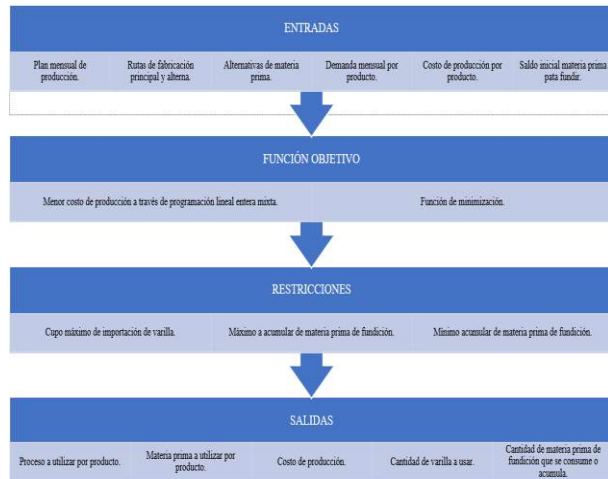 ENTRADAS
Plan mensual de
producción.
Rutas de fabricación
principal y alterna.
Alternativas de materia
prima.
Demanda mensual por
producto.
Costo de producción por
producto.
Saldo inicial materia prima
pata fundir.
FUNCIÓN OBJETIVO
Menor costo de producción a través de programación lineal entera mixta.
Función de minimización.
RESTRICCIONES
Cupo máximo de importación de varilla.
Máximo a acumular de materia prima de fundición.
Mínimo acumular de materia prima de fundición.
SALIDAS
Proceso a utilizar por producto.
Materia prima a utilizar por
producto.
Costo de producción.
Cantidad de varilla a usar.
Cantidad de materia prima de
fundición que se consume o
acumula.